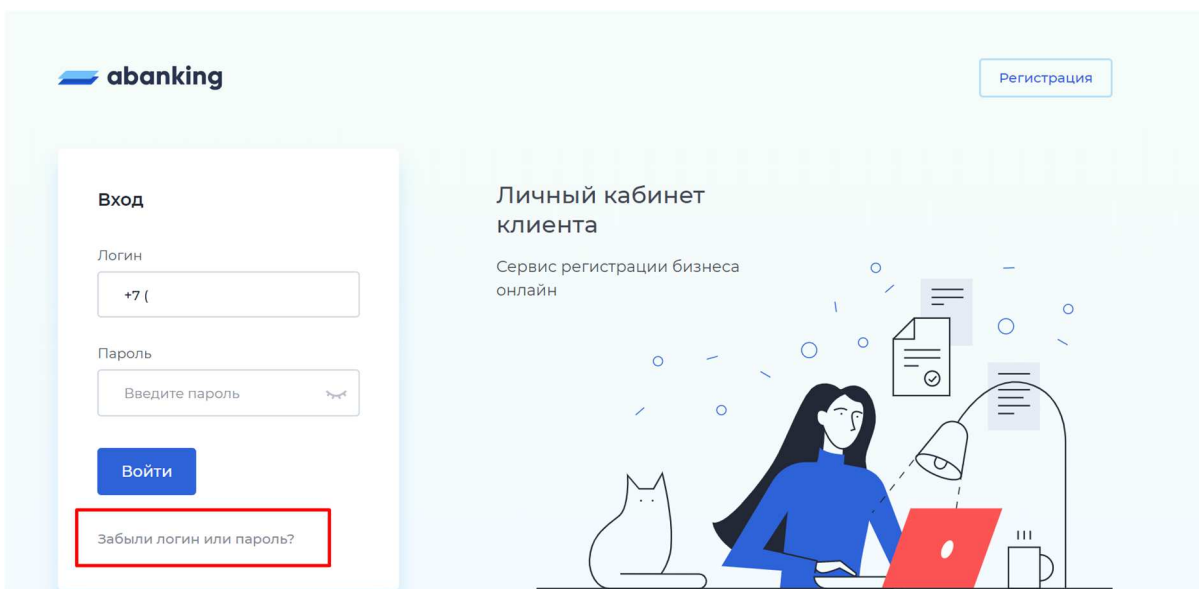 abanking
Регистрация
Вход
Логин
+7 (
Пароль
Введите пароль
Войти
Забыли логин или пароль?
Личный кабинет
клиента
Сервис регистрации бизнеса
онлайн